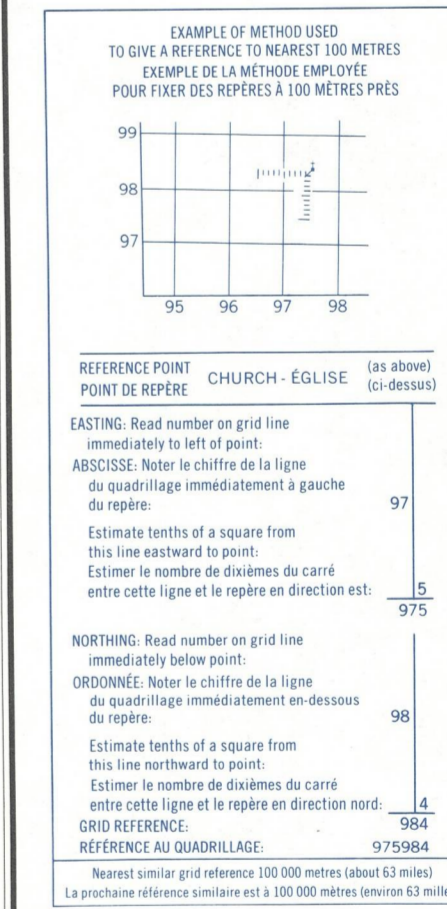 EXAMPLE OF METHOD USED
TO GIVE A REFERENCE TO NEAREST 100 METRES
EXEMPLE DE LA MÉTHODE EMPLOYÉE
POUR FIXER DES REPÈRES À 100 MÈTRES PRÈS
99
98
97
95 96 97 98
REFERENCE POINT
POINT DE REPÈRE
CHURCH - ÉGLISE
(as above)
(ci-dessus)
EASTING: Read number on grid line
immediately to left of point:
ABSCISSE: Noter le chiffre de la ligne
du quadrillage immédiatement à gauche
du repère: 97
Estimate tenths of a square from
this line eastward to point:
Estimer le nombre de dixièmes du carré
entre cette ligne et le repère en direction est: 5
975
NORTHING: Read number on grid line
immediately below point:
ORDONNÉE: Noter le chiffre de la ligne
du quadrillage immédiatement en-dessous
du repère: 98
Estimate tenths of a square from
this line northward to point:
Estimer le nombre de dixièmes du carré
entre cette ligne et le repère en direction nord: 4
GRID REFERENCE: 984
RÉFÉRENCE AU QUADRILLAGE: 975984
Nearest similar grid reference 100 000 metres (about 63 miles)
La prochaine référence similaire est à 100 000 mètres (environ 63 mille